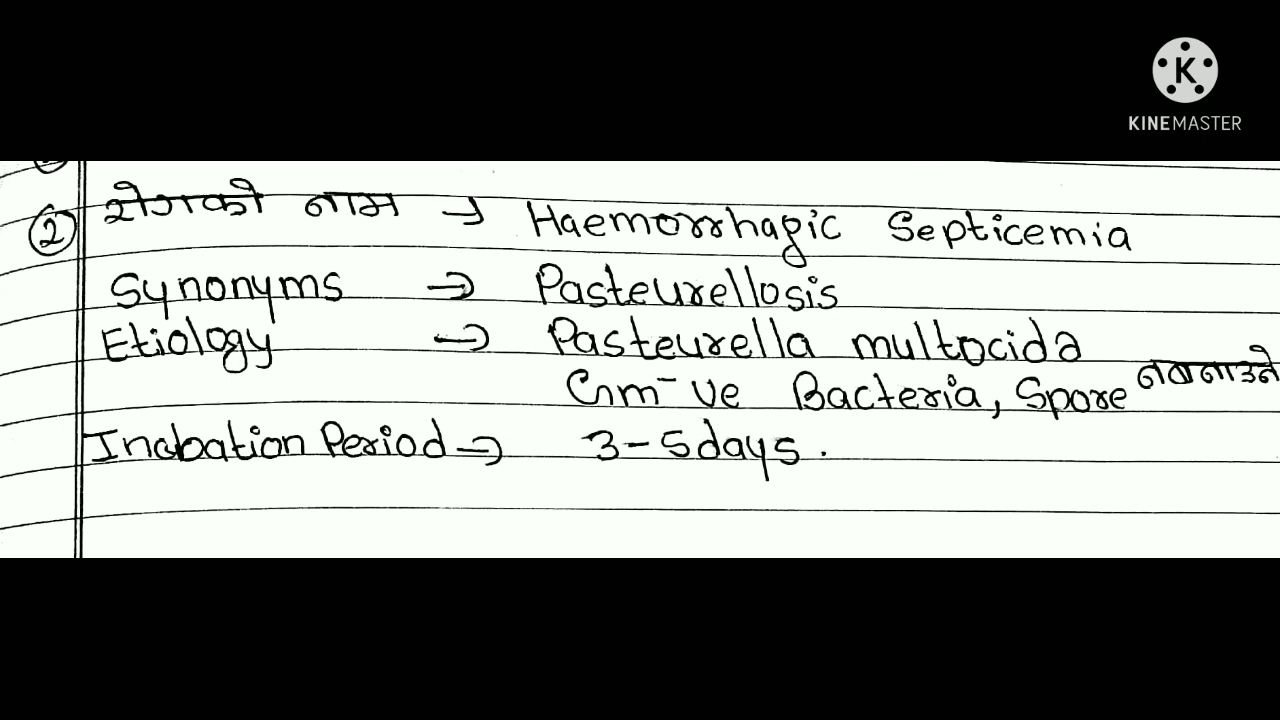 KINEMASTER
② रोगको नाम → Haemorrhagic Septicemia
Synonyms → Pasteurellosis
Etiology → Pasteurella multocida
Grm -ve Bacteria, Spore नबनाउने
Incubation Period → 3-5days.